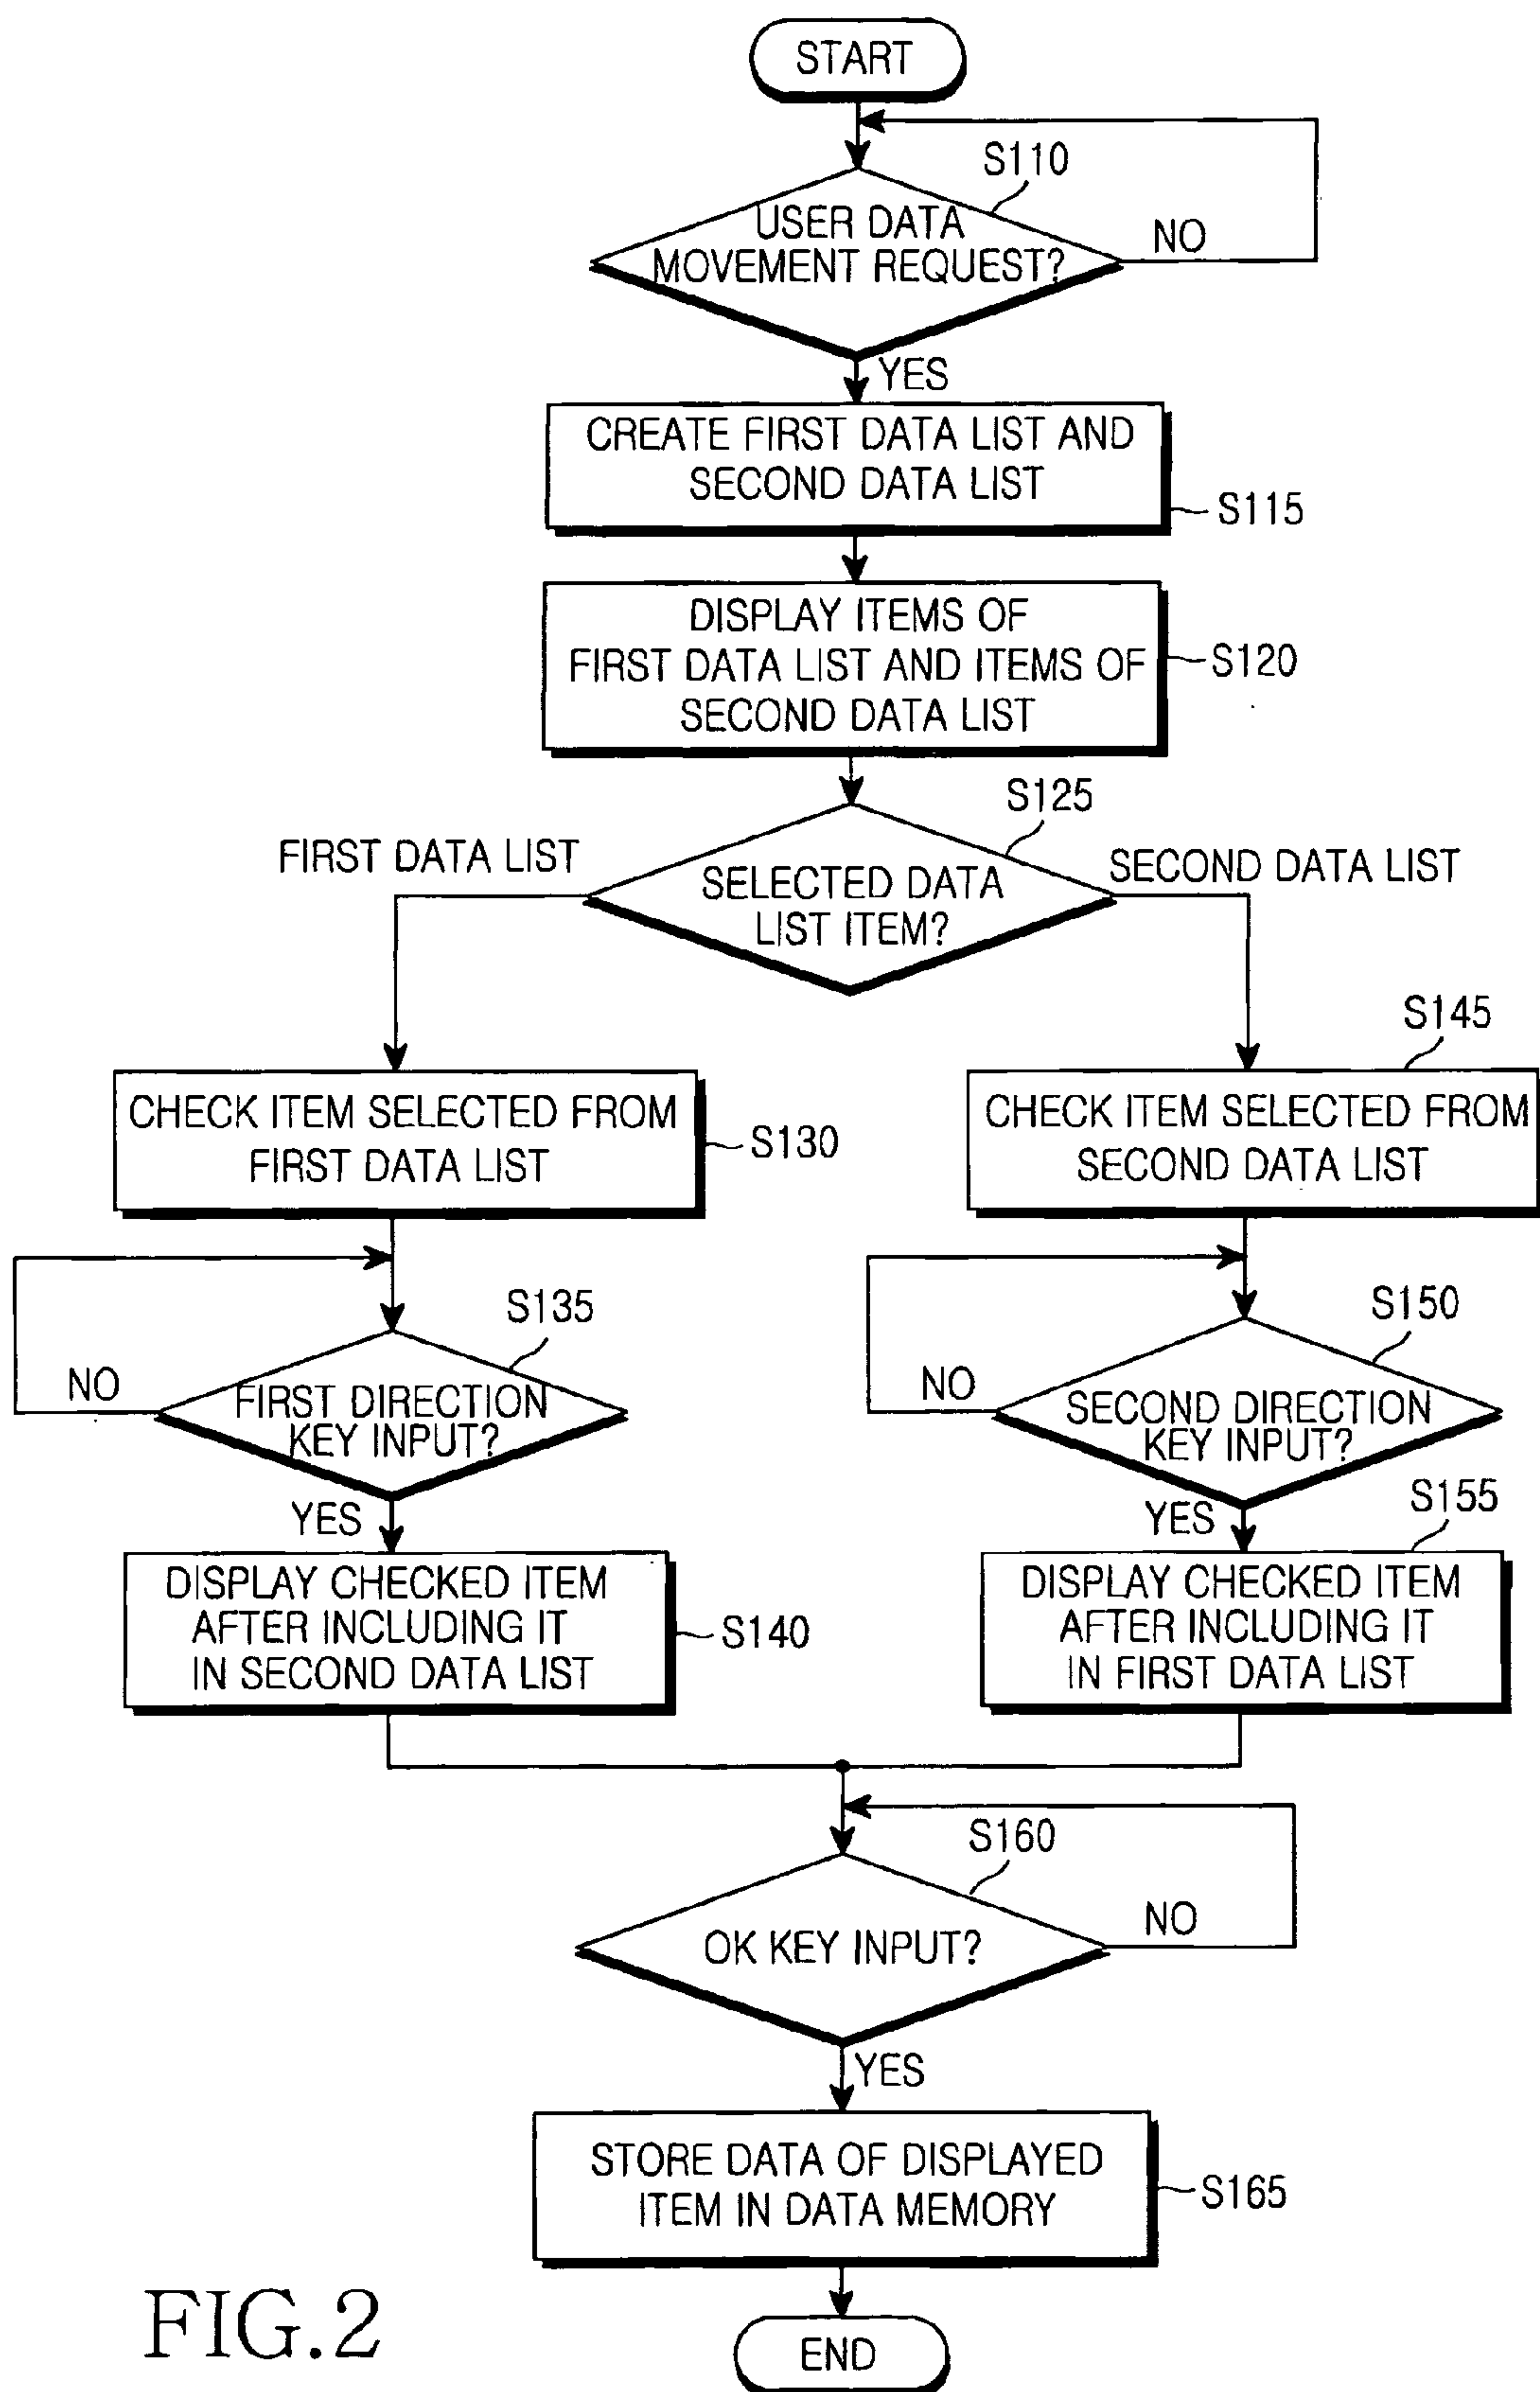 START
S110
USER DATA
MOVEMENT REQUEST?
NO
YES
CREATE FIRST DATA LIST AND
SECOND DATA LIST
S115
DISPLAY ITEMS OF
FIRST DATA LIST AND ITEMS OF
SECOND DATA LIST
S120
S125
FIRST DATA LIST
SELECTED DATA
LIST ITEM?
SECOND DATA LIST
CHECK ITEM SELECTED FROM
FIRST DATA LIST
S130
S145
CHECK ITEM SELECTED FROM
SECOND DATA LIST
S135
NO
FIRST DIRECTION
KEY INPUT?
YES
S150
NO
SECOND DIRECTION
KEY INPUT?
YES
S155
DISPLAY CHECKED ITEM
AFTER INCLUDING IT
IN SECOND DATA LIST
S140
DISPLAY CHECKED ITEM
AFTER INCLUDING IT
IN FIRST DATA LIST
S160
OK KEY INPUT?
NO
YES
STORE DATA OF DISPLAYED
ITEM IN DATA MEMORY
S165
END
FIG.2